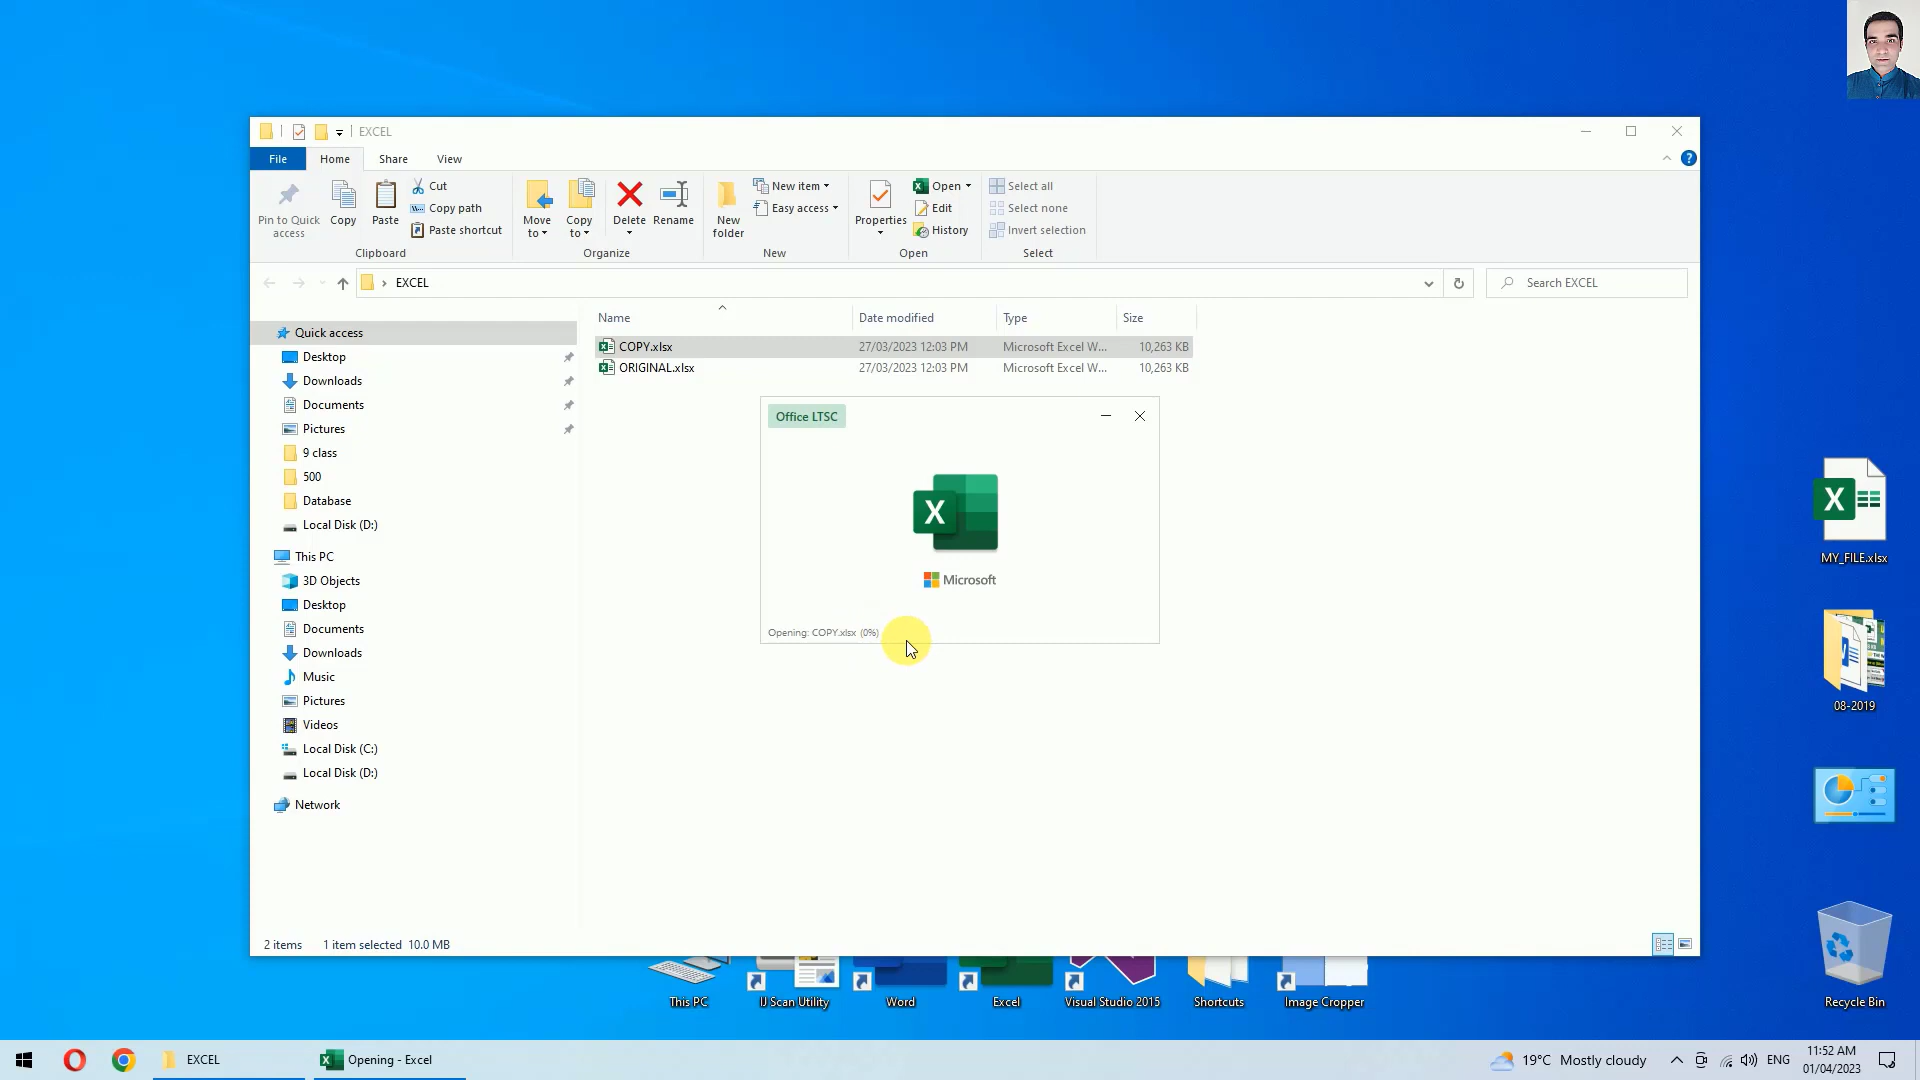 EXCEL
File Home Share View
Pin to Quick access
Copy
Paste
Cut
Copy path
Paste shortcut
Clipboard
Move to
Copy to
Delete
Rename
Organize
New folder
New item
Easy access
New
Properties
Open
Edit
History
Open
Select all
Select none
Invert selection
Select
EXCEL
Search EXCEL
Name Date modified Type Size
COPY.xlsx 27/03/2023 12:03 PM Microsoft Excel W... 10,263 KB
ORIGINAL.xlsx 27/03/2023 12:03 PM Microsoft Excel W... 10,263 KB
Quick access
Desktop
Downloads
Documents
Pictures
9 class
500
Database
Local Disk (D:)
This PC
3D Objects
Desktop
Documents
Downloads
Music
Pictures
Videos
Local Disk (C:)
Local Disk (D:)
Network
Office LTSC
X
Microsoft
Opening: COPY.xlsx (0%)
2 items 1 item selected 10.0 MB
X
MY_FILE.xlsx
08-2019
Recycle Bin
This PC
IJ Scan Utility
Word
Excel
Visual Studio 2015
Shortcuts
Image Cropper
EXCEL
Opening - Excel
19°C Mostly cloudy
ENG
11:52 AM
01/04/2023